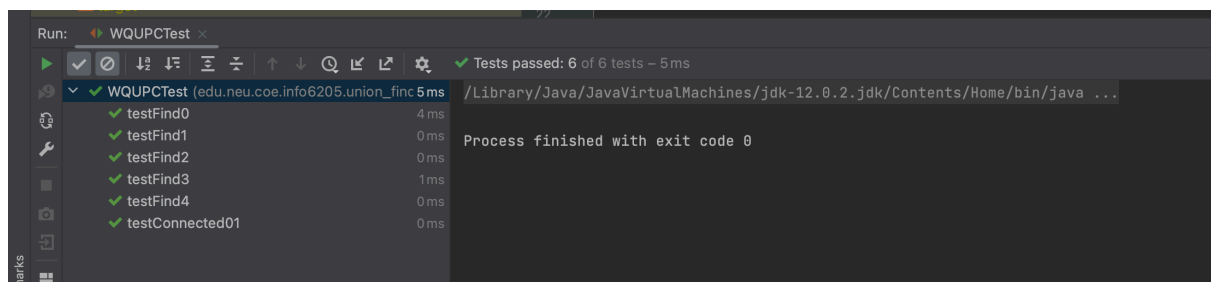 22
Run: WQUPCTest ×
Tests passed: 6 of 6 tests – 5 ms
WQUPCTest (edu.neu.coe.info6205.union_finc 5 ms
/Library/Java/JavaVirtualMachines/jdk-12.0.2.jdk/Contents/Home/bin/java ...
testFind0 4 ms
testFind1 0 ms
Process finished with exit code 0
testFind2 0 ms
testFind3 1 ms
testFind4 0 ms
testConnected01 0 ms